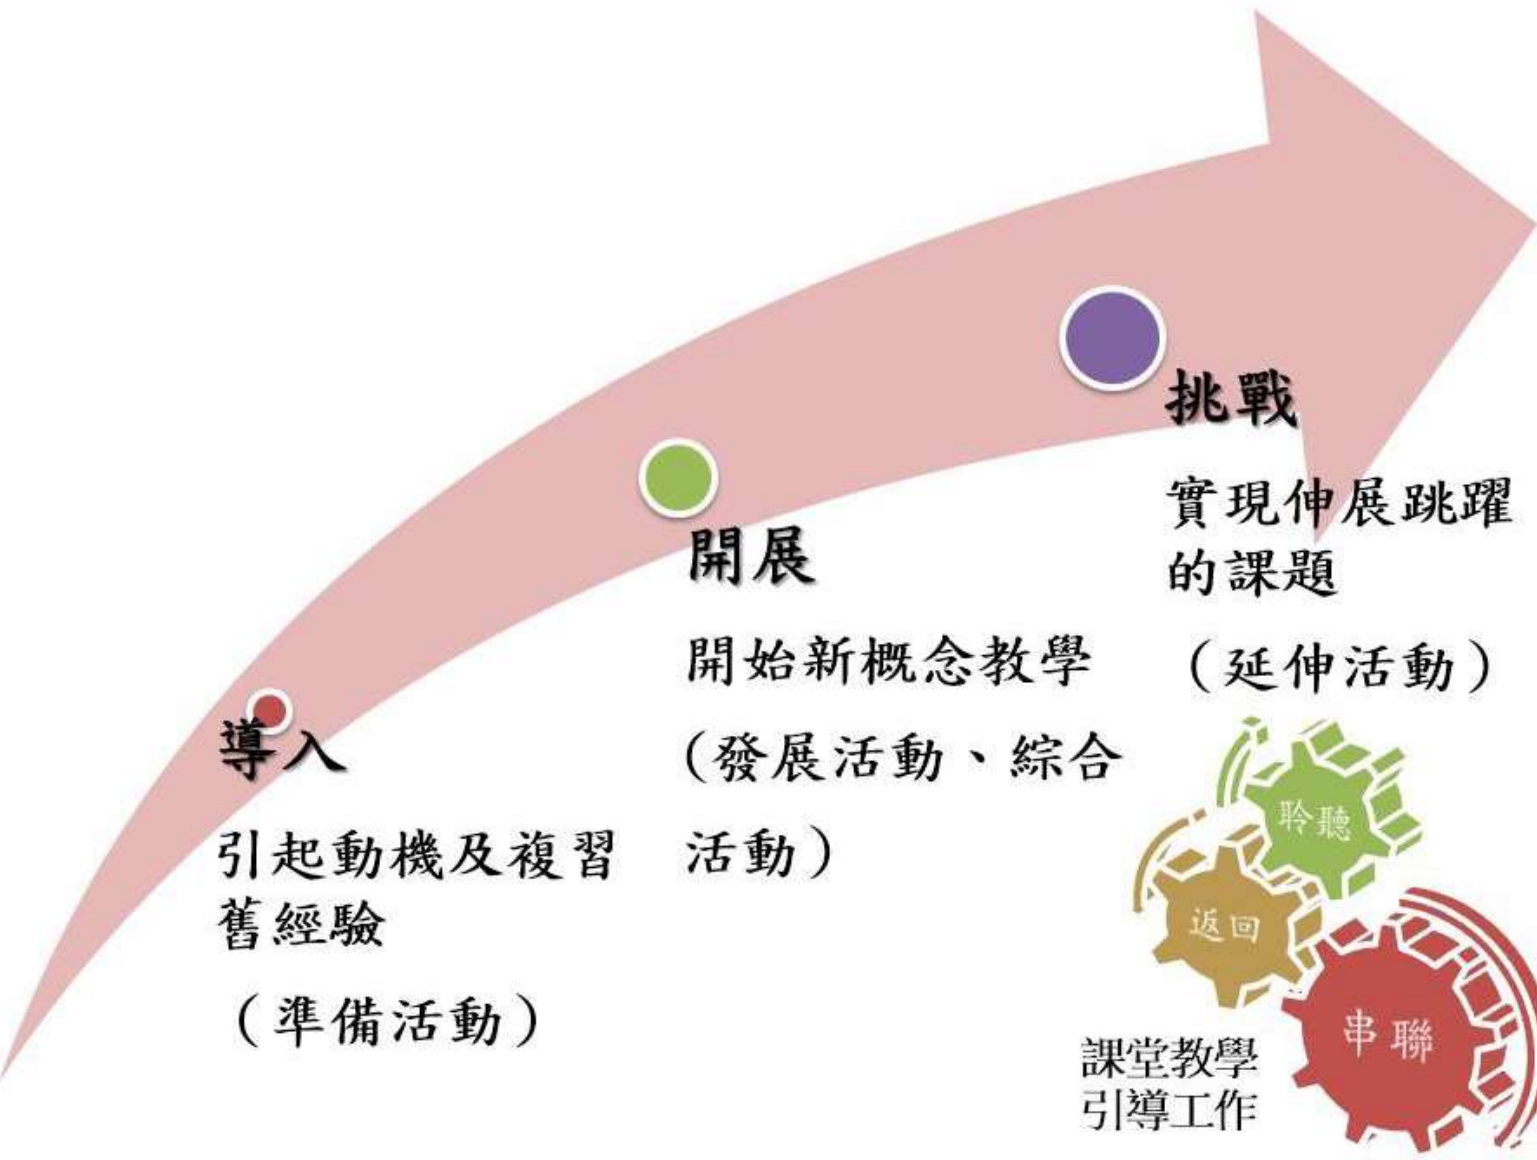 導入
引起動機及複習
舊經驗
（準備活動）
開展
開始新概念教學
（發展活動、綜合
活動）
挑戰
實現伸展跳躍
的課題
（延伸活動）
聆聽
返回
串聯
課堂教學
引導工作